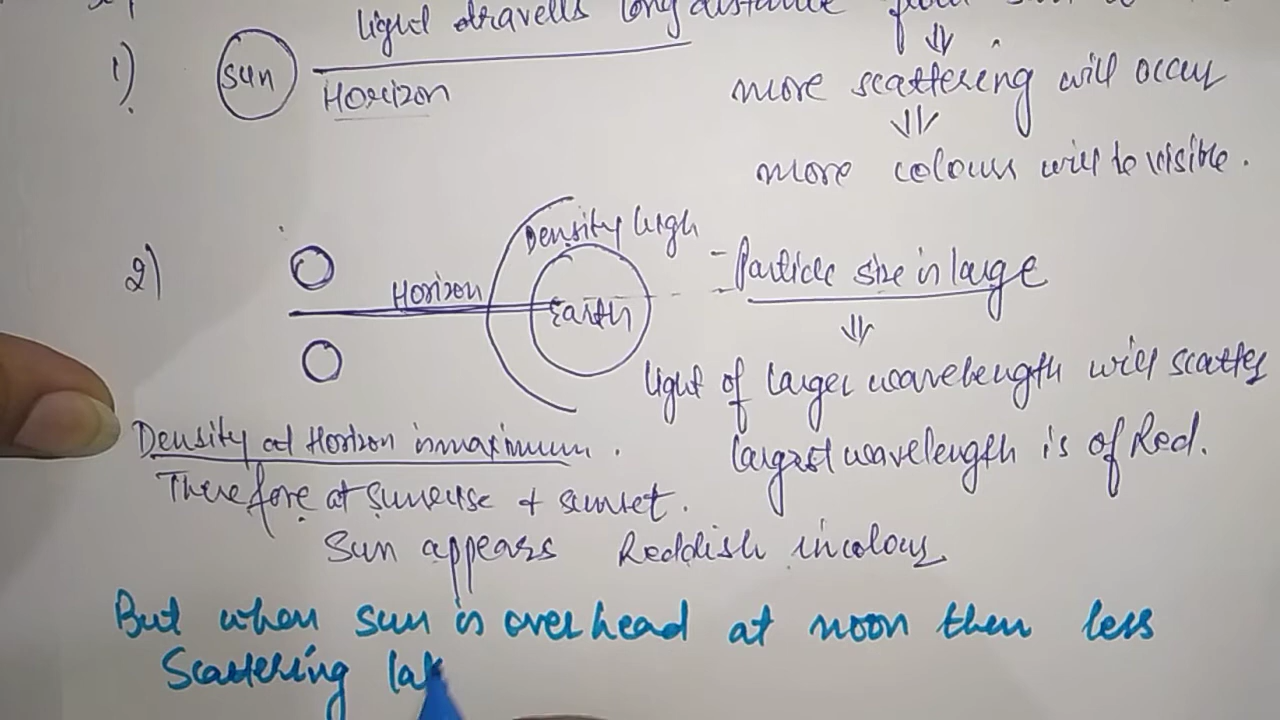 light travells long distance from
1) Sun
Horizon
more scattering will occur
more colours will be visible.
2)
Horizon
Density high
Earth
Particle size is large
light of larger wavelength will scatter
largest wavelength is of Red.
Density at Horizon is maximum.
Therefore at sunrise + sunset.
Sun appears Reddish in colour
But when sun is overhead at noon then less
Scattering